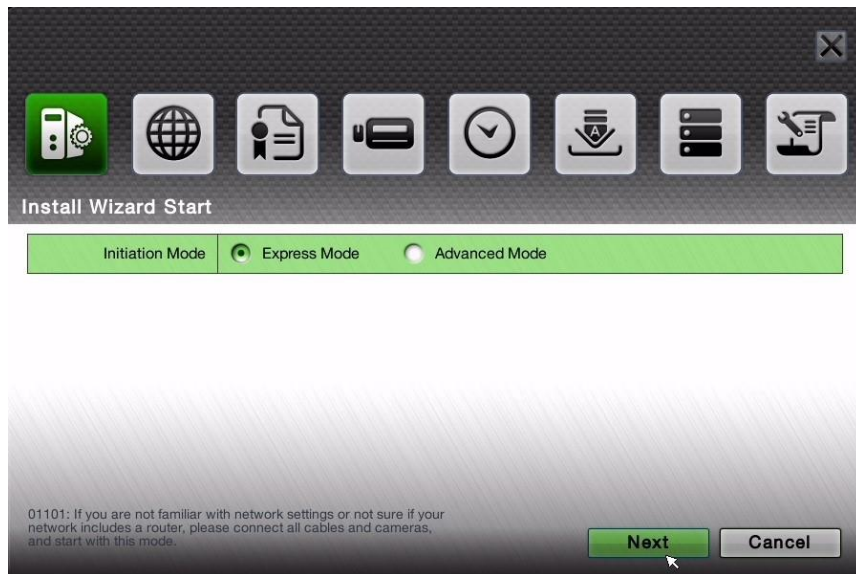 A
Install Wizard Start
Initiation Mode Express Mode Advanced Mode
01101: If you are not familiar with network settings or not sure if your
network includes a router, please connect all cables and cameras,
and start with this mode.
Next Cancel